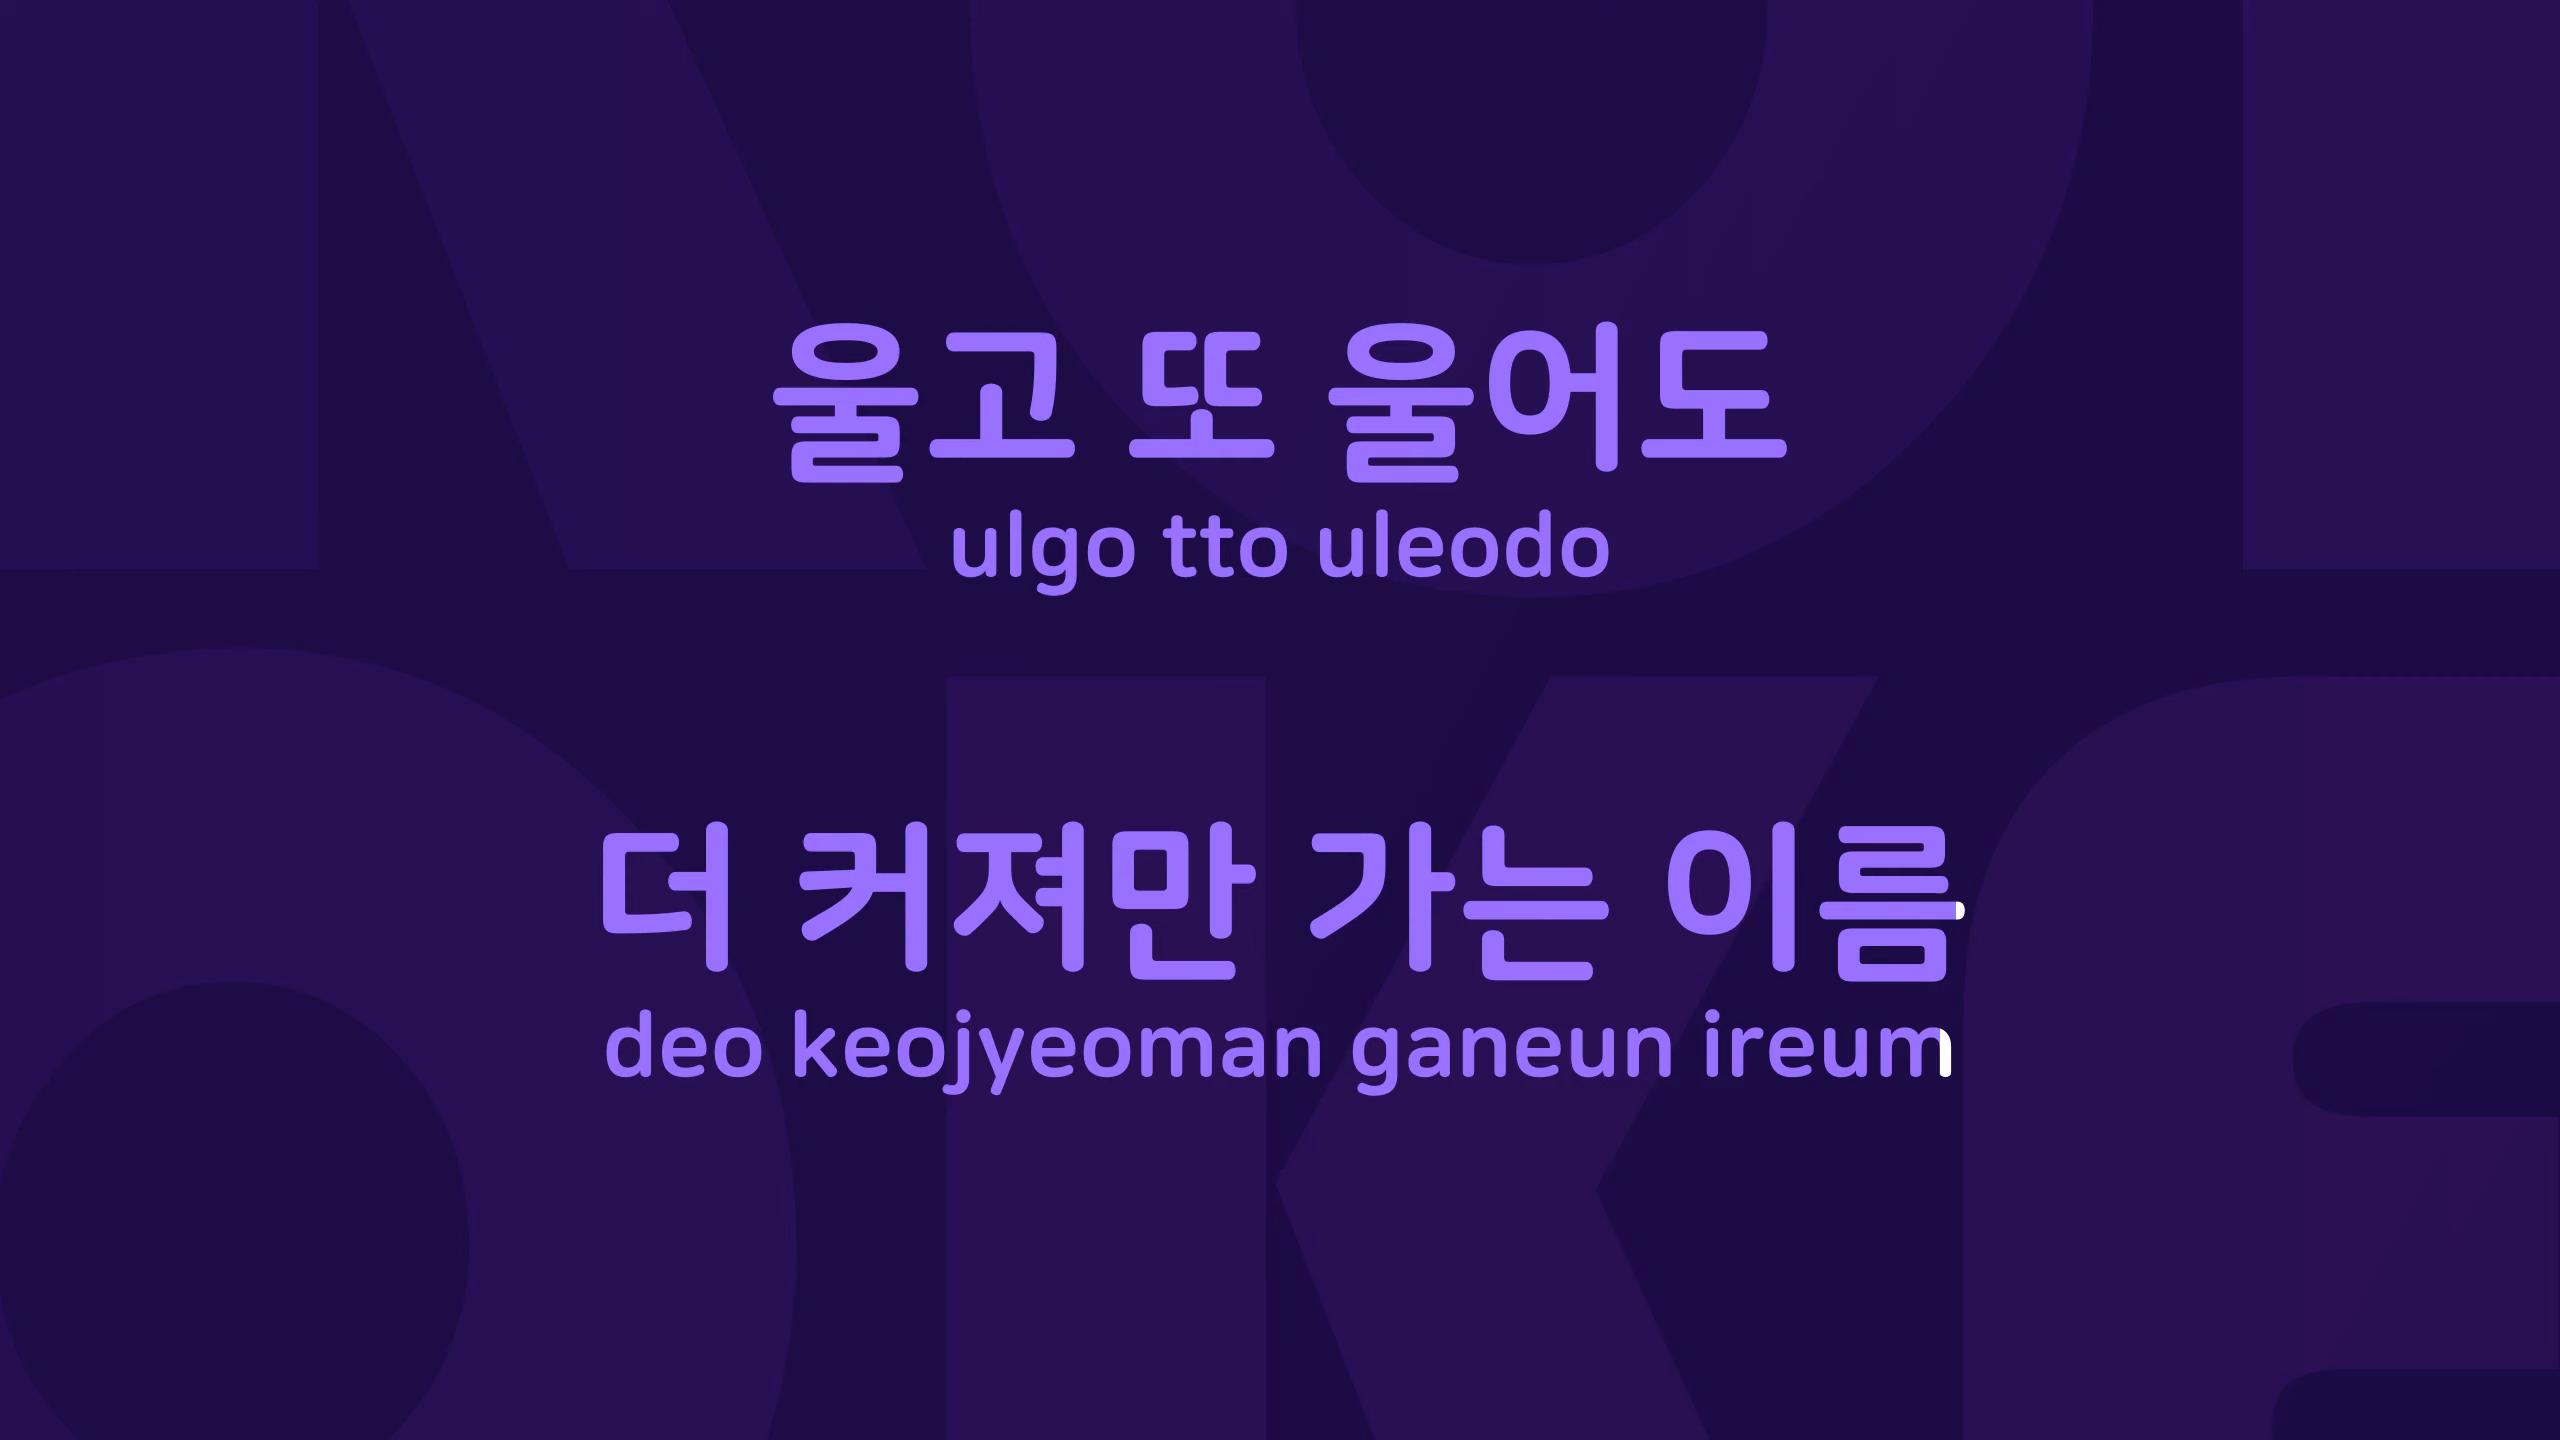 울고 또 울어도
ulgo tto uleodo
더 커져만 가는 이름
deo keojyeoman ganeun ireum